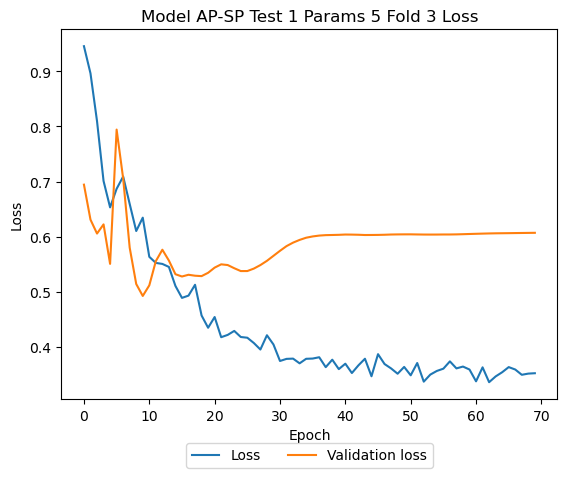 Model AP-SP Test 1 Params 5 Fold 3 Loss
Loss
0.9
0.8
0.7
0.6
0.5
0.4
0 10 20 30 40 50 60 70
Epoch
Loss Validation loss